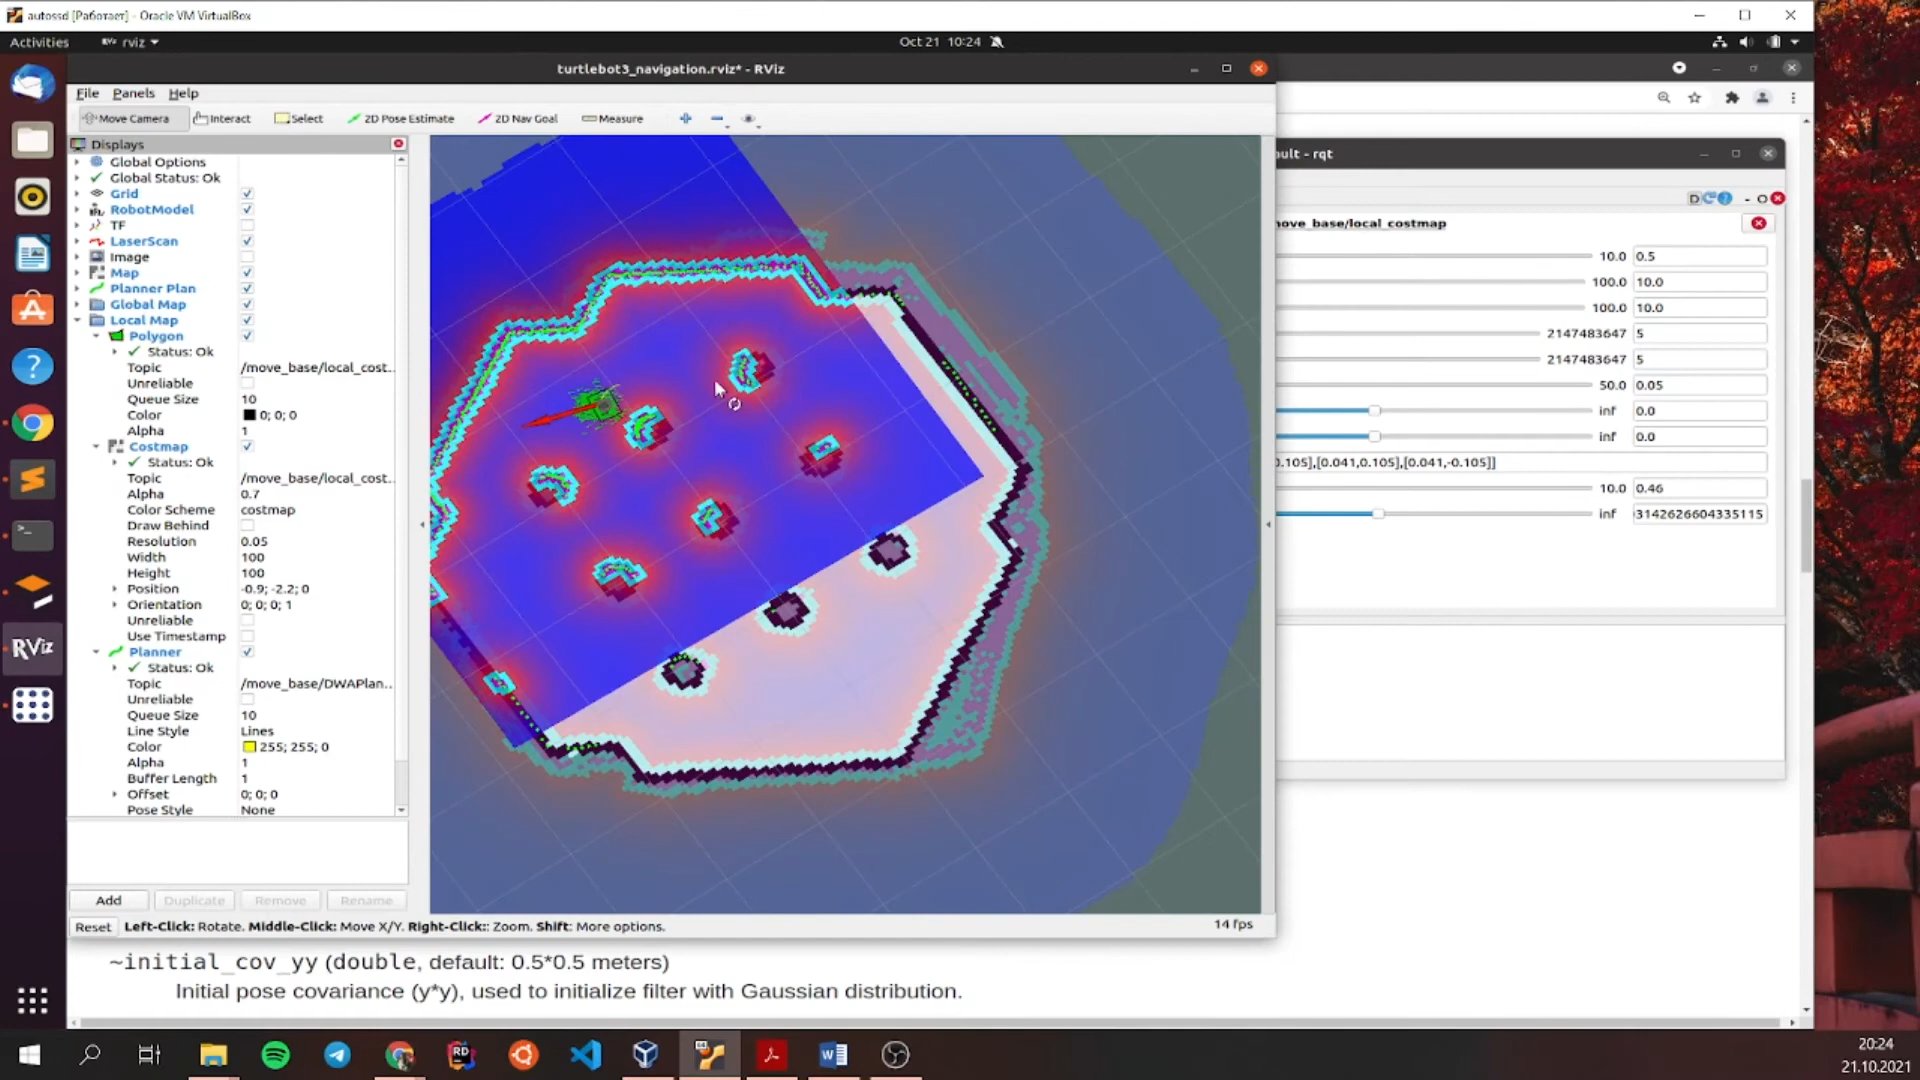 autossd [Работает] - Oracle VM VirtualBox
Activities
rviz
Oct 21 10:24
turtlebot3_navigation.rviz* - RViz
File Panels Help
Move Camera Interact Select 2D Pose Estimate 2D Nav Goal Measure
Displays
Global Options
Global Status: Ok
Grid
RobotModel
TF
LaserScan
Image
Map
Planner Plan
Global Map
Local Map
Polygon
Status: Ok
Topic /move_base/local_cost...
Unreliable
Queue Size 10
Color 0; 0; 0
Alpha 1
Costmap
Status: Ok
Topic /move_base/local_cost...
Alpha 0.7
Color Scheme costmap
Draw Behind
Resolution 0.05
Width 100
Height 100
Position -0.9; -2.2; 0
Orientation 0; 0; 0; 1
Unreliable
Use Timestamp
Planner
Status: Ok
Topic /move_base/DWAPlan...
Unreliable
Queue Size 10
Line Style Lines
Color 255; 255; 0
Alpha 1
Buffer Length 1
Offset 0; 0; 0
Pose Style None
Add Duplicate Remove Rename
Reset Left-Click: Rotate. Middle-Click: Move X/Y. Right-Click:: Zoom. Shift: More options.
14 fps
ault - rqt
D - O
move_base/local_costmap
10.0 0.5
100.0 10.0
100.0 10.0
2147483647 5
2147483647 5
50.0 0.05
inf 0.0
inf 0.0
0.105],[0.041,0.105],[0.041,-0.105]]
10.0 0.46
inf 3142626604335115
RViz
~initial_cov_yy (double, default: 0.5*0.5 meters)
Initial pose covariance (y*y), used to initialize filter with Gaussian distribution.
RD
20:24
21.10.2021